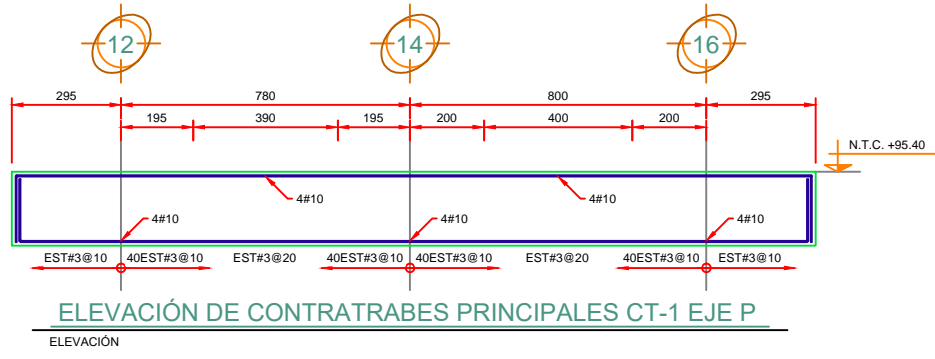 12 14 16
295 780 800 295
195 390 195 200 400 200
N.T.C. +95.40
4#10 4#10
4#10 4#10 4#10
EST#3@10 40EST#3@10 EST#3@20 40EST#3@10 40EST#3@10 EST#3@20 40EST#3@10 EST#3@10
ELEVACIÓN DE CONTRATRABES PRINCIPALES CT-1 EJE P
ELEVACIÓN